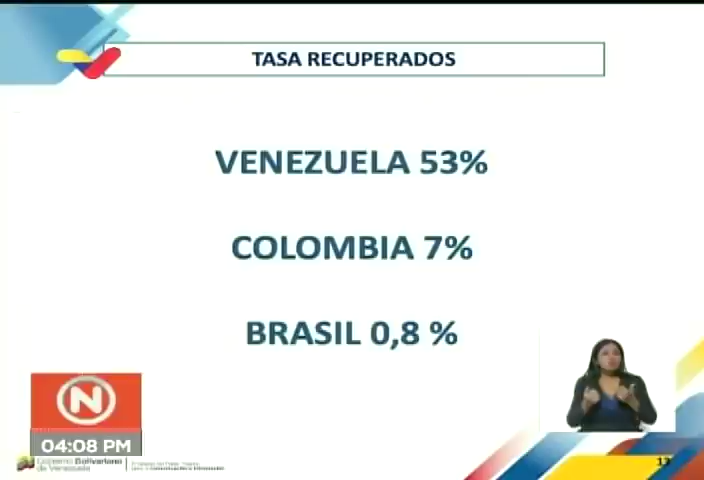 TASA RECUPERADOS
VENEZUELA 53%
COLOMBIA 7%
BRASIL 0,8 %
N
04:08 PM
Gobierno Bolivariano
de Venezuela